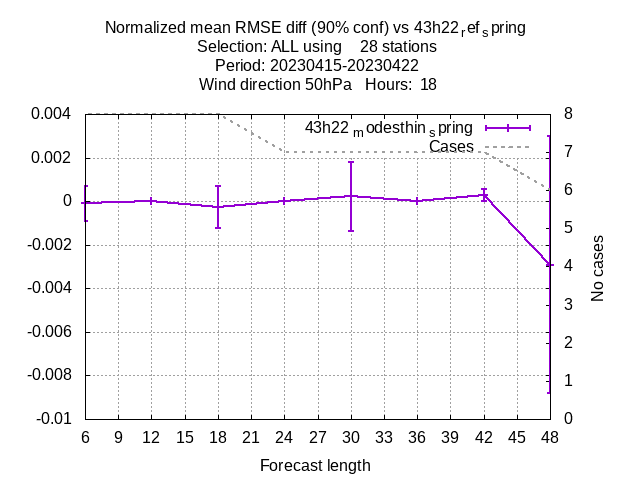 Normalized mean RMSE diff (90% conf) vs 43h22ᵣefₛpring
Selection: ALL using    28 stations
Period: 20230415-20230422
Wind direction 50hPa   Hours:  18
43h22 ₘodesthinₛpring
Cases
0.004
0.002
0
-0.002
-0.004
-0.006
-0.008
-0.01
8
7
6
5
4
3
2
1
0
No cases
6 9 12 15 18 21 24 27 30 33 36 39 42 45 48
Forecast length